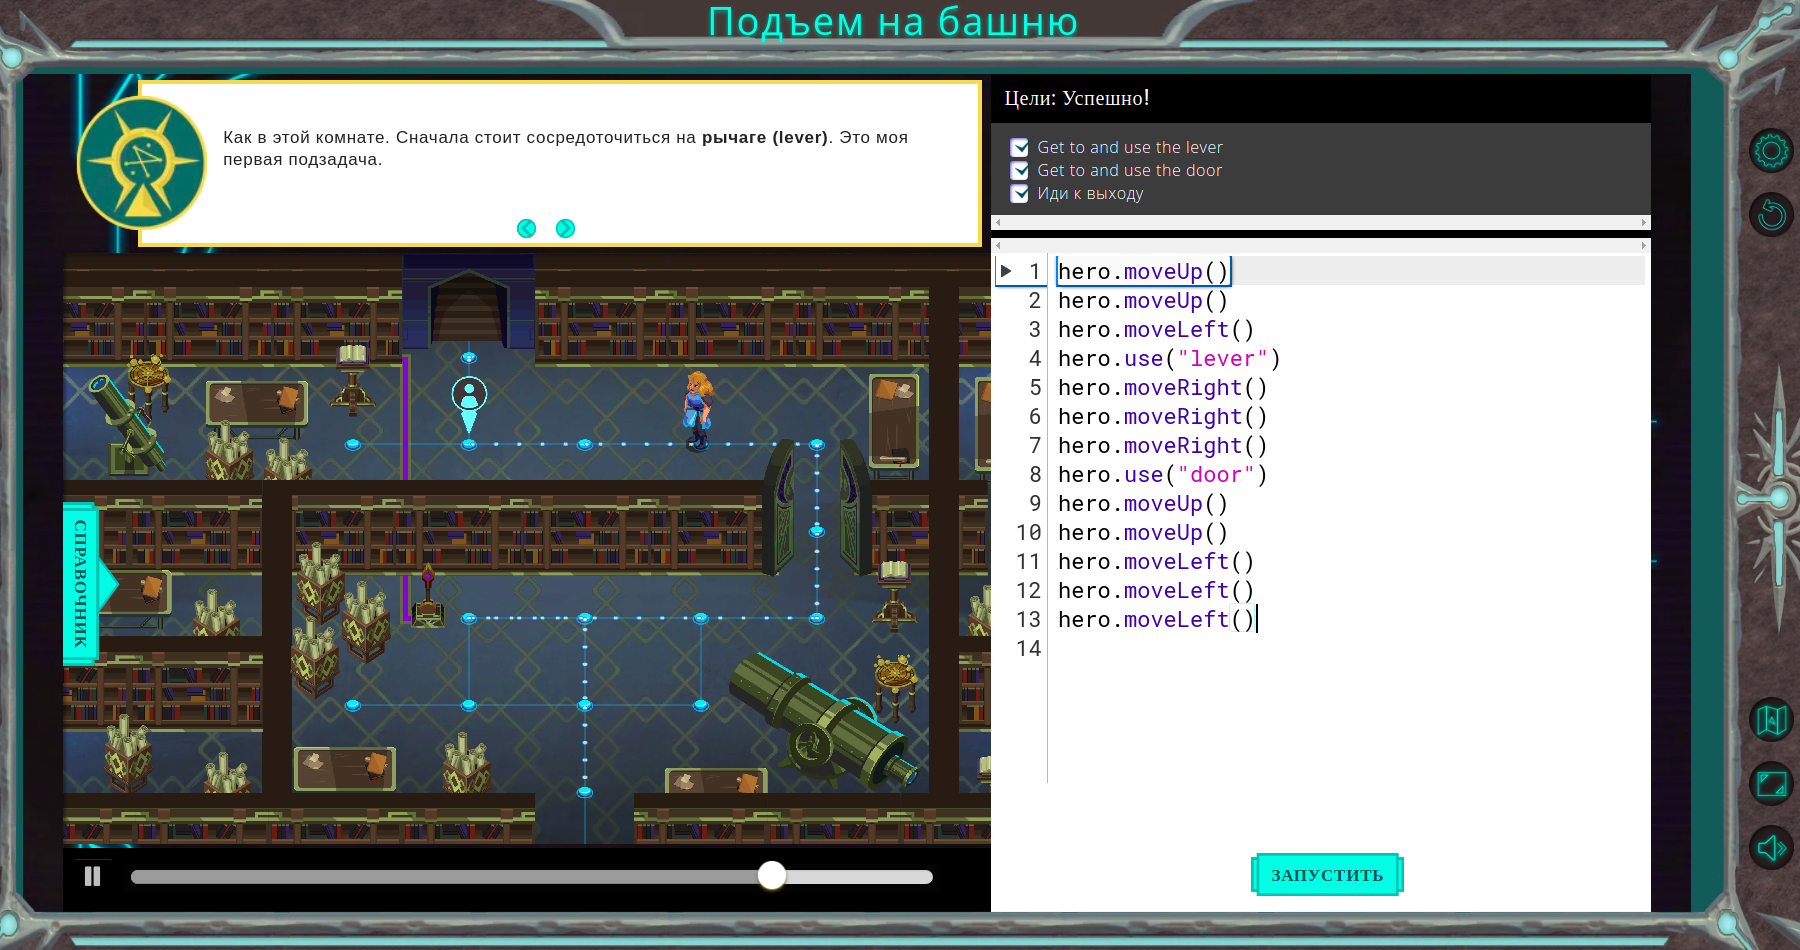 Подъем на башню
Как в этой комнате. Сначала стоит сосредоточиться на рычаге (lever). Это моя
первая подзадача.
СПРАВОЧНИК
Цели: Успешно!
Get to and use the lever
Get to and use the door
Иди к выходу
1 hero.moveUp()
2 hero.moveUp()
3 hero.moveLeft()
4 hero.use("lever")
5 hero.moveRight()
6 hero.moveRight()
7 hero.moveRight()
8 hero.use("door")
9 hero.moveUp()
10 hero.moveUp()
11 hero.moveLeft()
12 hero.moveLeft()
13 hero.moveLeft()
14
ЗАПУСТИТЬ